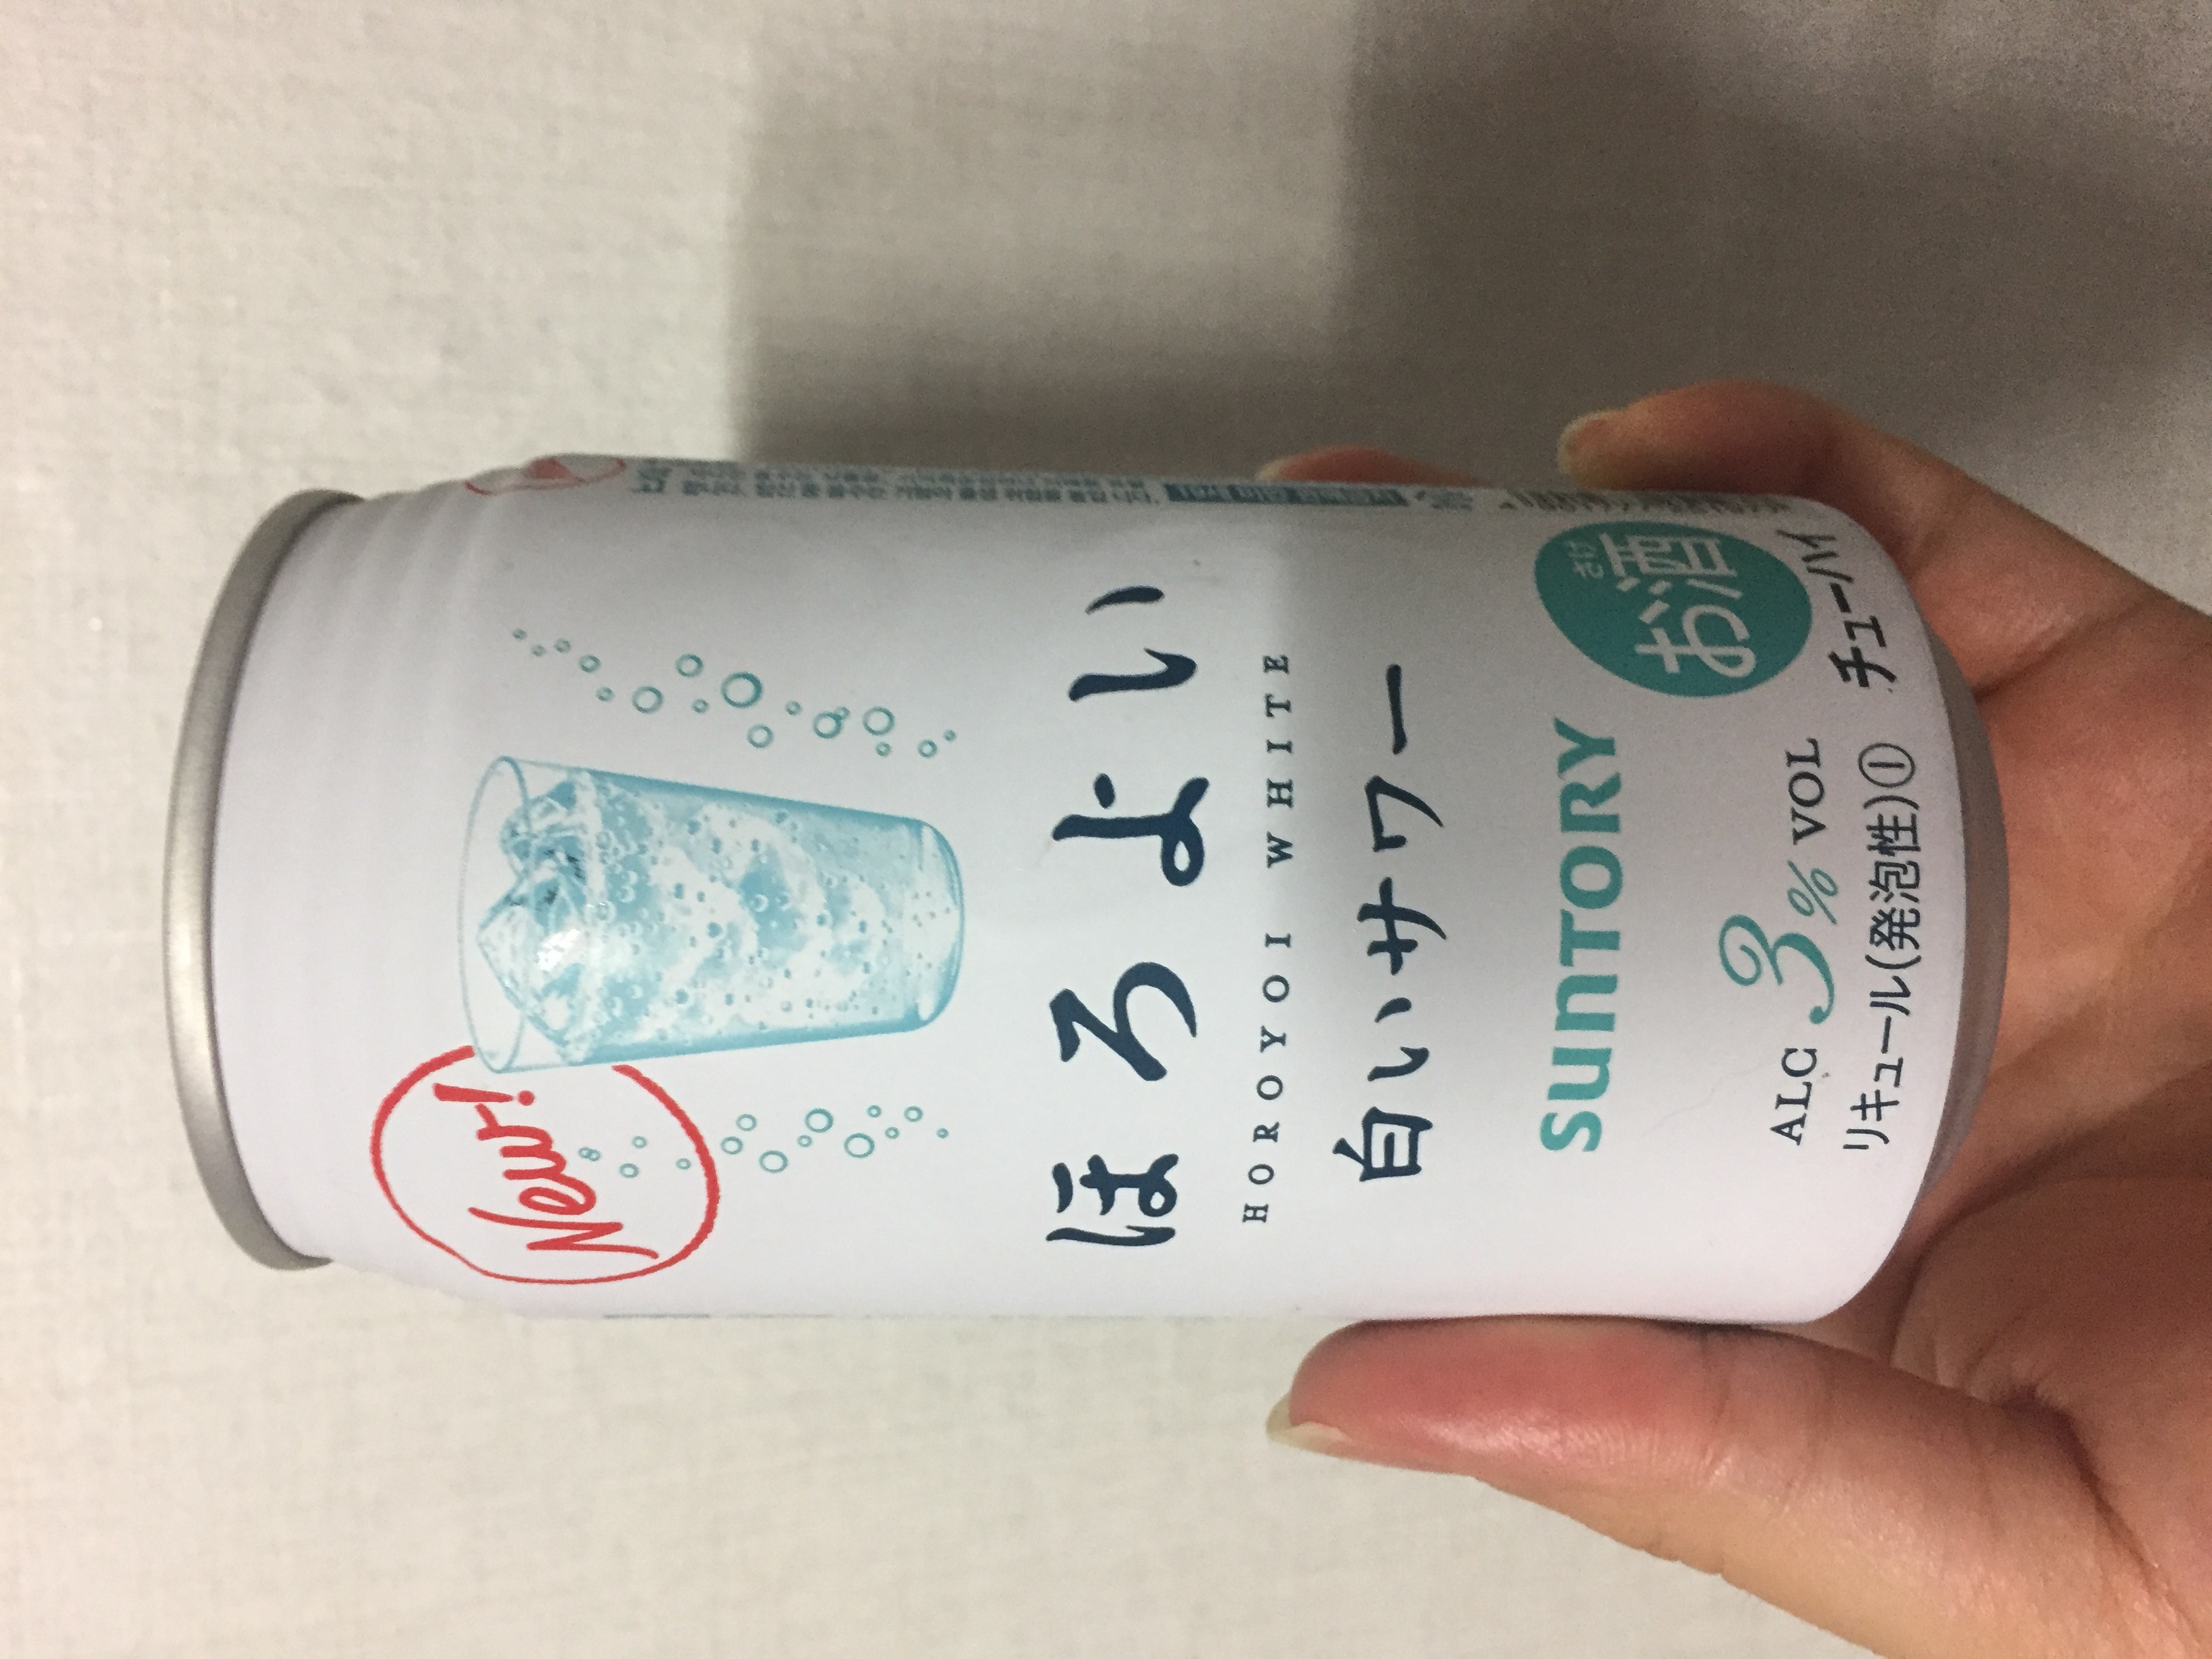 New!
ほろよい
HOROYOI WHITE
白いサワー
SUNTORY
さけ
お酒
ALC 3% VOL
チューハイ
リキュール(発泡性)①